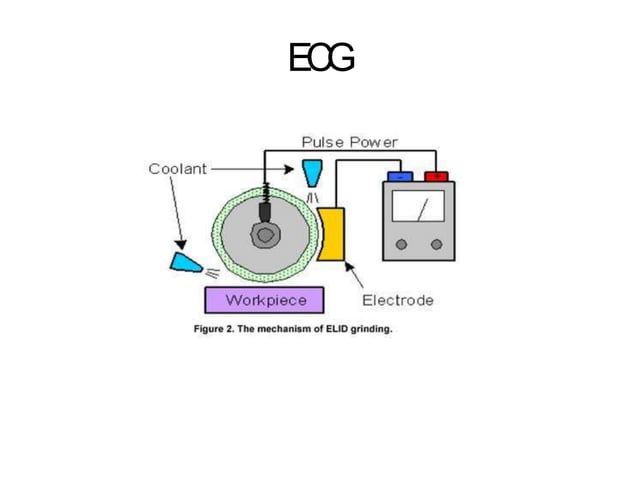 ECG
Pulse Power
Coolant
- +
Workpiece
Electrode
Figure 2. The mechanism of ELID grinding.